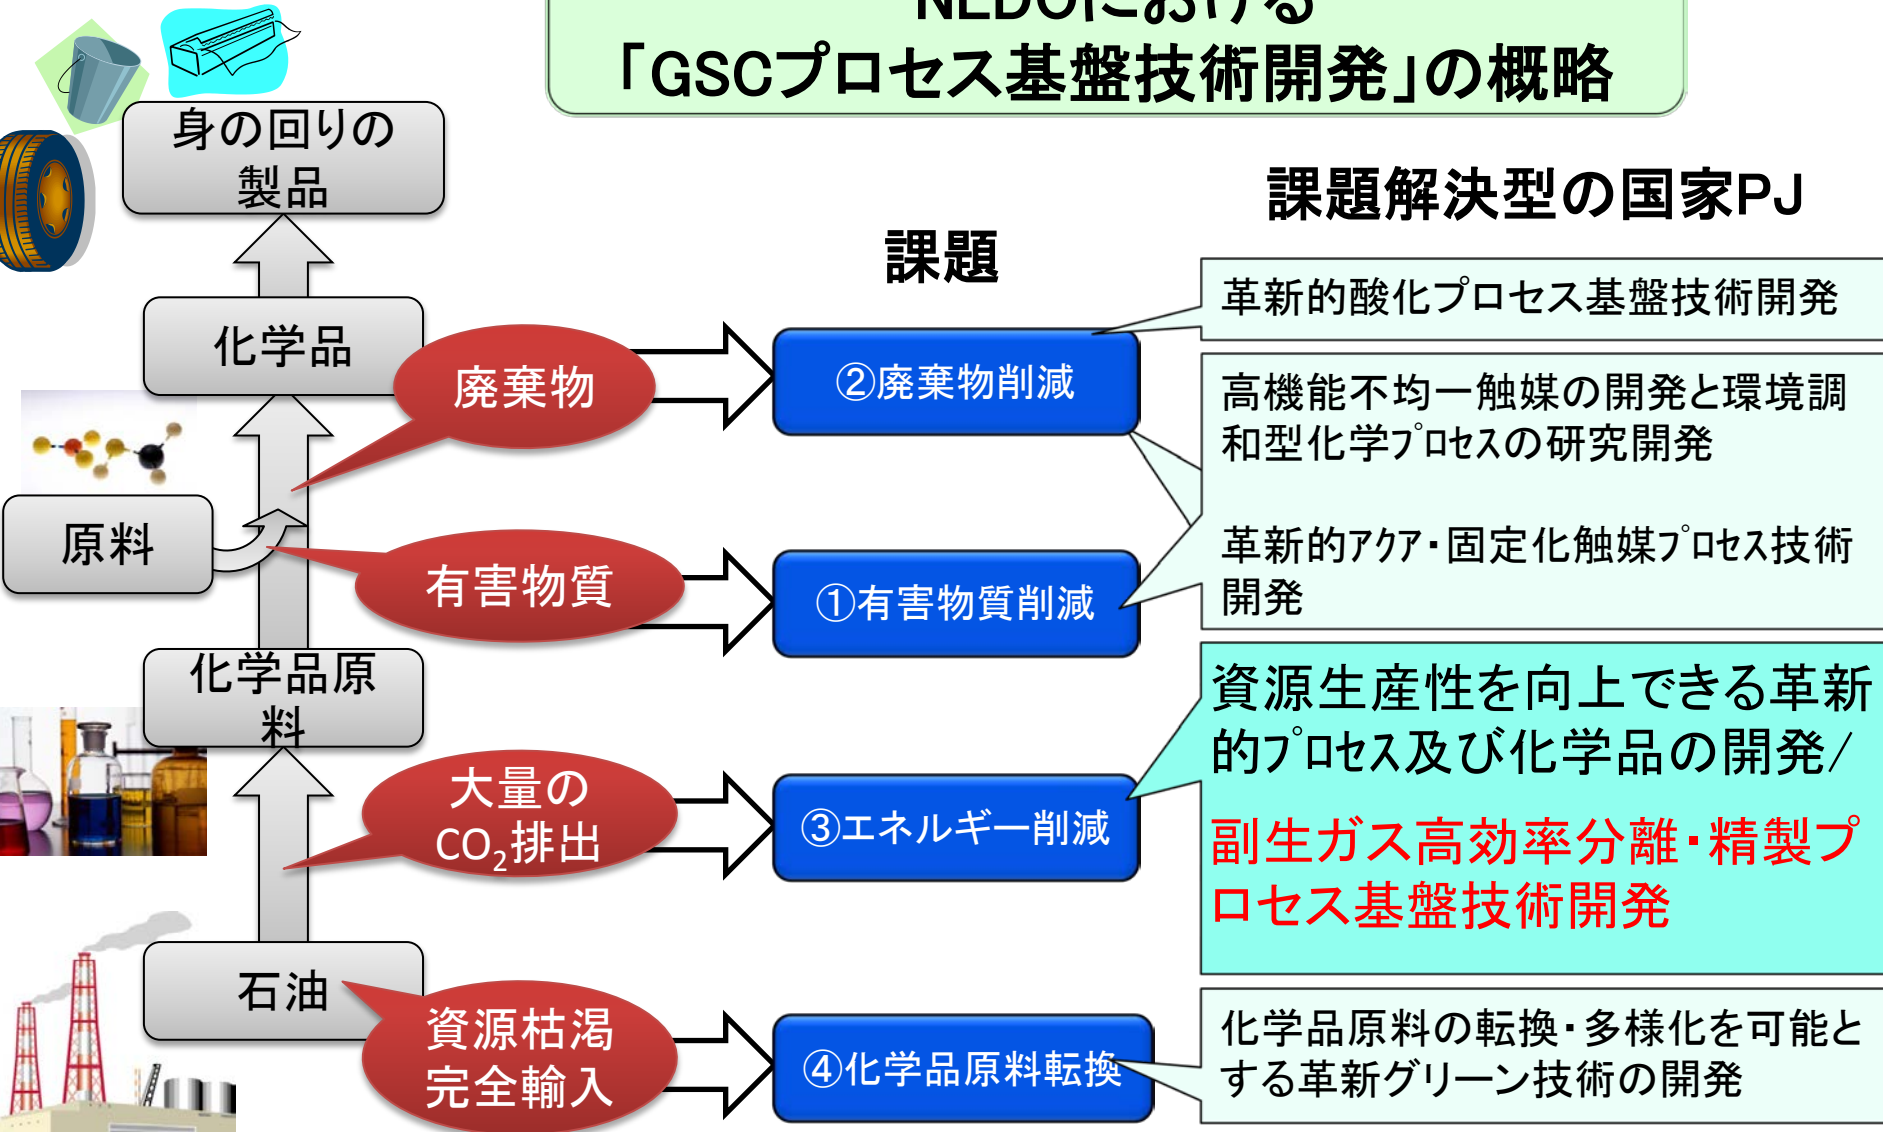 NEDOにおける
「GSCプロセス基盤技術開発」の概略
身の回りの
製品
課題解決型の国家PJ
課題
革新的酸化プロセス基盤技術開発
化学品
廃棄物
②廃棄物削減
高機能不均一触媒の開発と環境調
和型化学プロセスの研究開発
革新的アクア・固定化触媒プロセス技術
開発
原料
有害物質
①有害物質削減
化学品原
料
資源生産性を向上できる革新
的プロセス及び化学品の開発/
副生ガス高効率分離・精製プ
ロセス基盤技術開発
大量の
CO₂排出
③エネルギー削減
石油
資源枯渇
完全輸入
④化学品原料転換
化学品原料の転換・多様化を可能と
する革新グリーン技術の開発